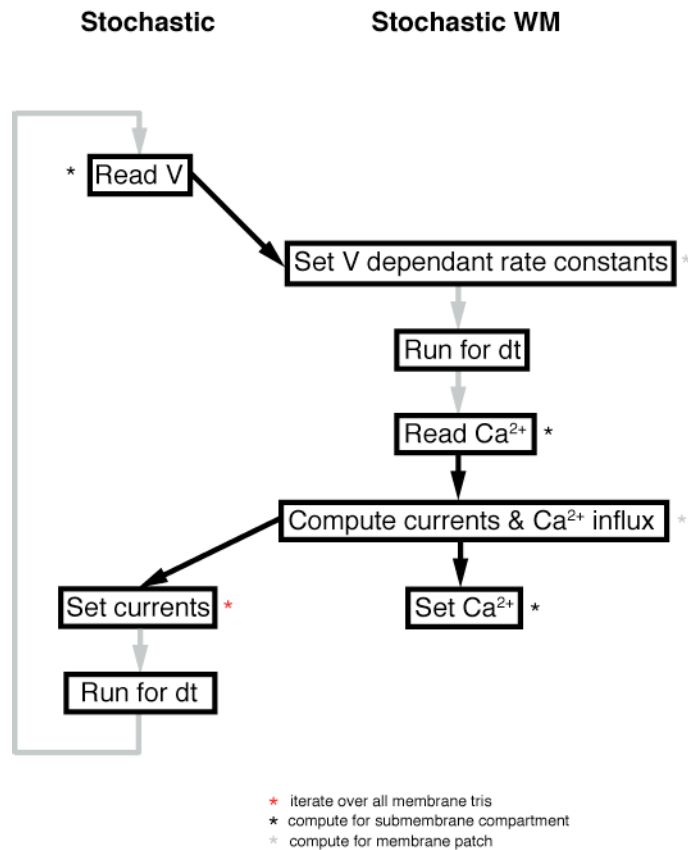 Stochastic
Stochastic WM
* Read V
Set V dependant rate constants *
Run for dt
Read Ca²⁺ *
Compute currents & Ca²⁺ influx *
Set currents *
Set Ca²⁺ *
Run for dt
* iterate over all membrane tris
* compute for submembrane compartment
* compute for membrane patch